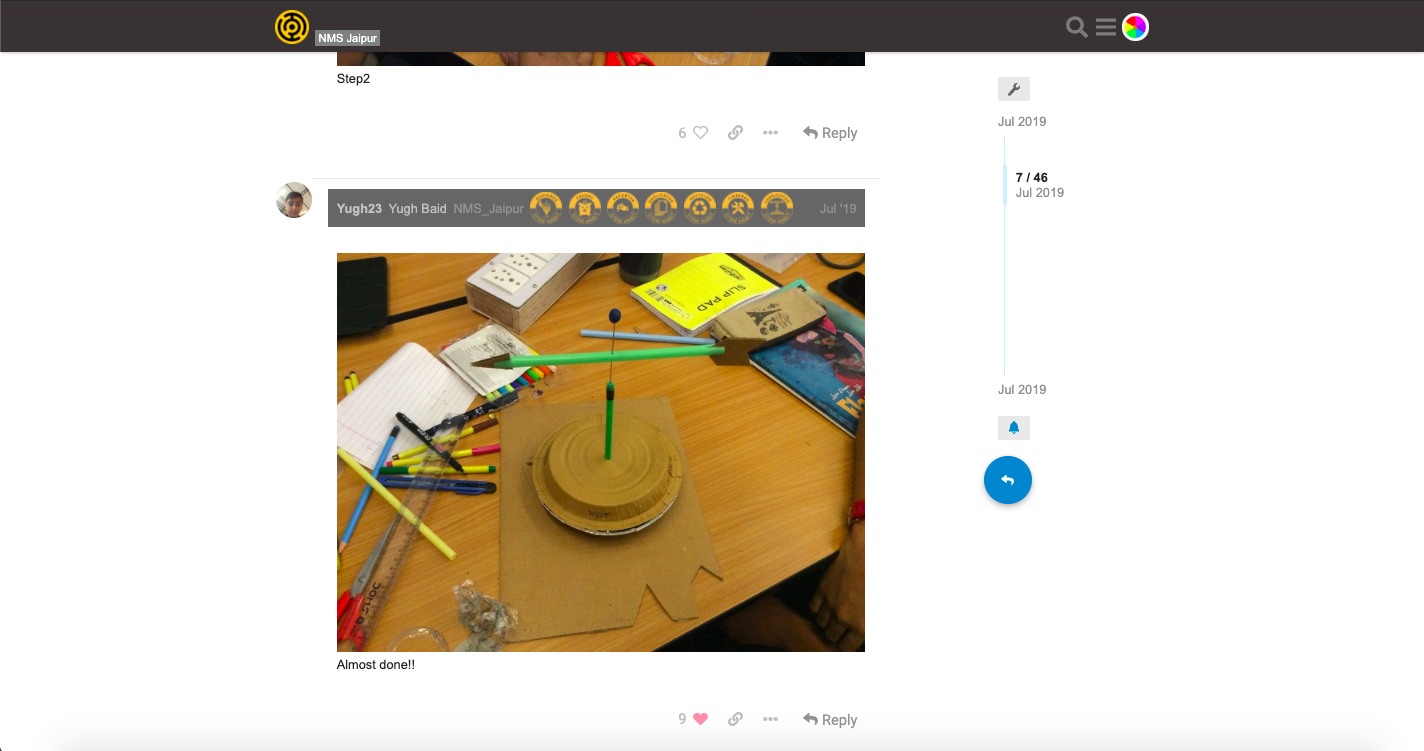 NMS Jaipur
Step2
6
Reply
Yugh23 Yugh Baid NMS_Jaipur Jul '19
SLIP PAD
Almost done!!
9
Reply
Jul 2019
7 / 46
Jul 2019
Jul 2019